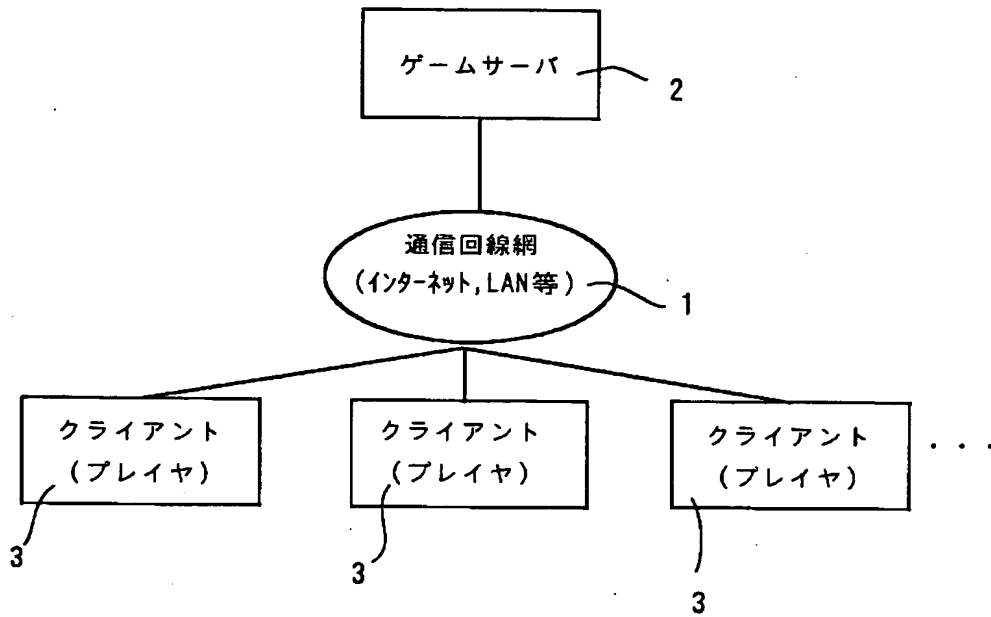 ゲームサーバ
2
通信回線網
(インターネット,LAN等)
1
クライアント
(プレイヤ)
3
クライアント
(プレイヤ)
3
クライアント
(プレイヤ)
3
・・・